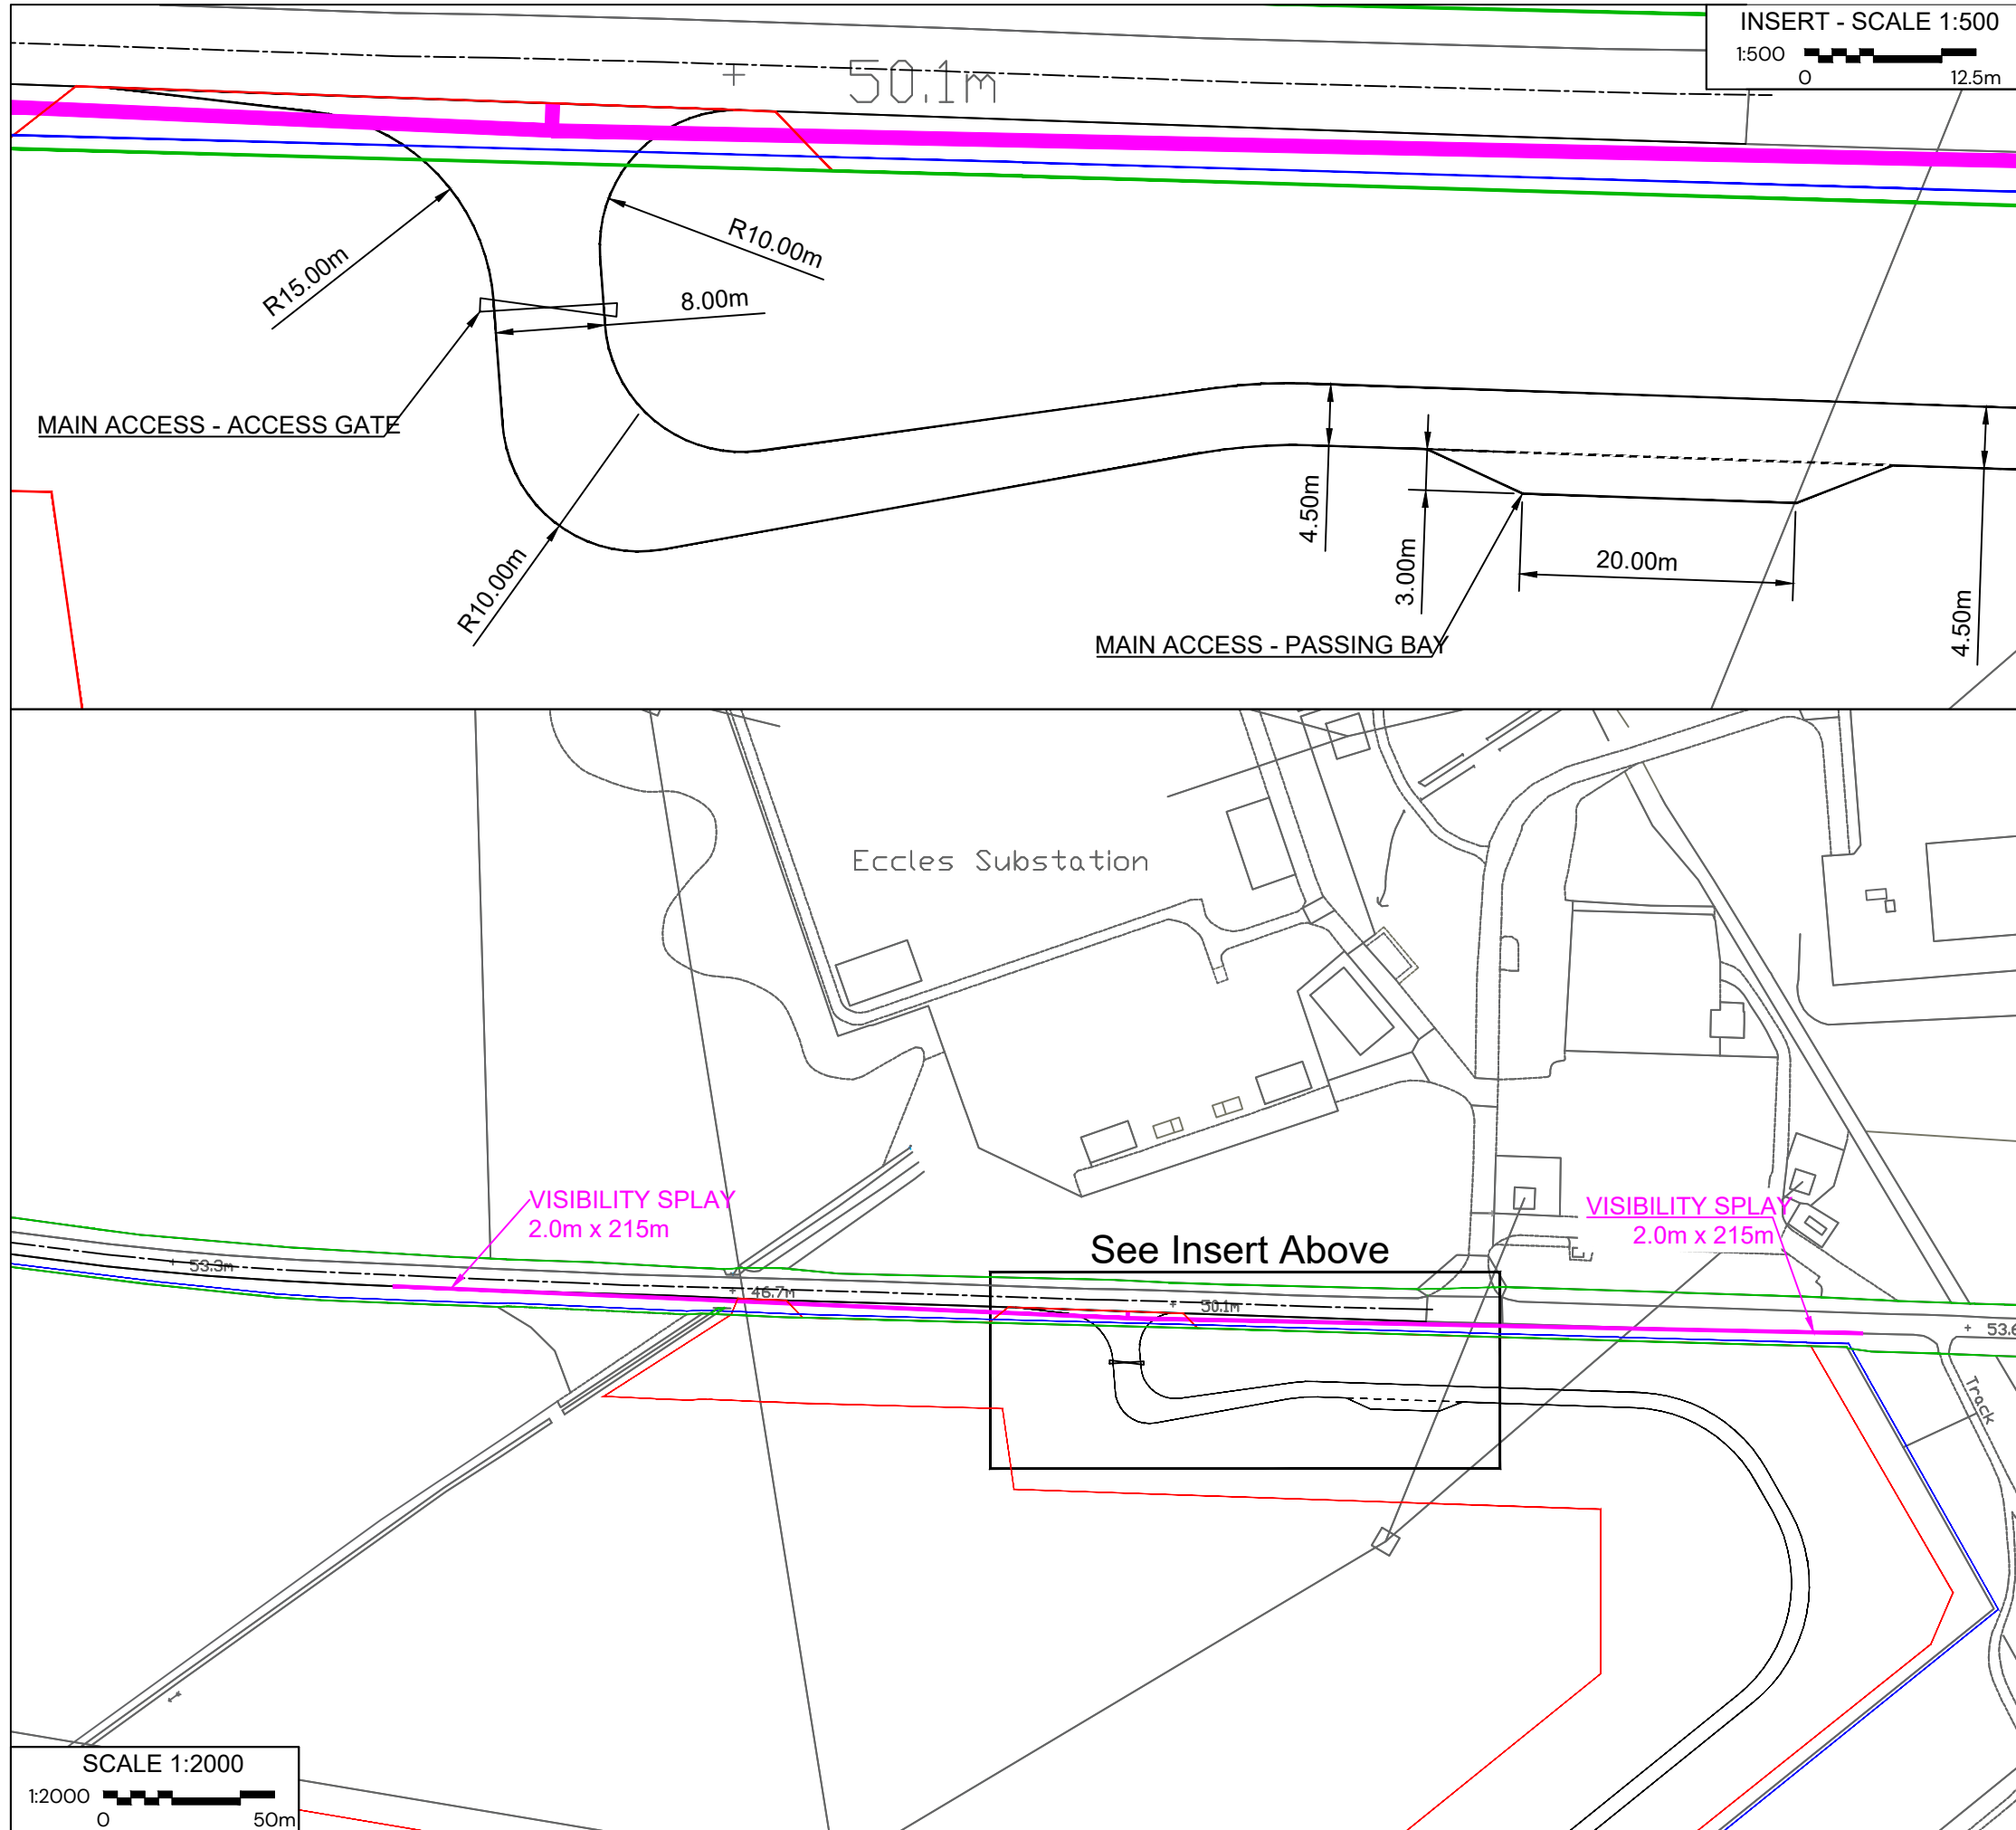 INSERT - SCALE 1:500
1:500
0 12.5m
50.1m
R15.00m
R10.00m
8.00m
MAIN ACCESS - ACCESS GATE
R10.00m
4.50m
3.00m
20.00m
4.50m
MAIN ACCESS - PASSING BAY
Eccles Substation
VISIBILITY SPLAY
2.0m x 215m
VISIBILITY SPLAY
2.0m x 215m
See Insert Above
53.3m
46.7m
50.1m
53.6
Track
SCALE 1:2000
1:2000
0 50m